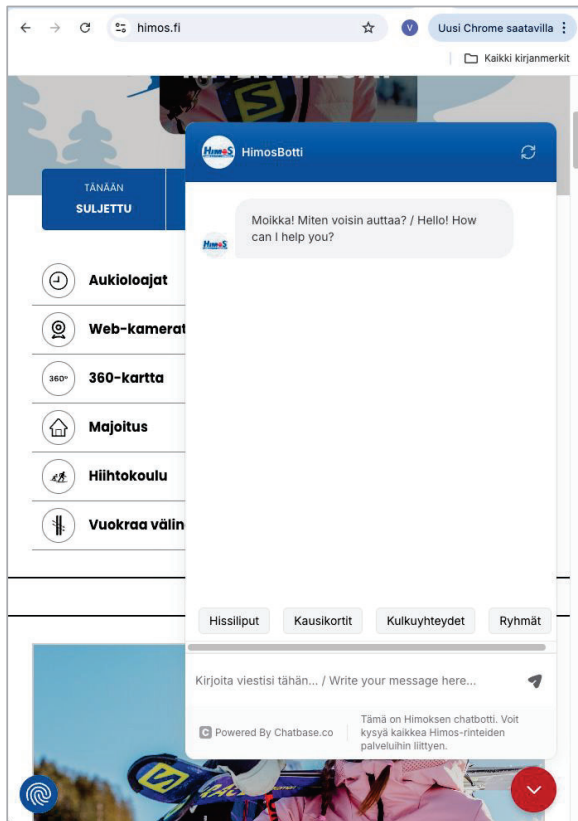 himos.fi
V
Uusi Chrome saatavilla
Kaikki kirjanmerkit
HimosBotti
TÄNÄÄN
SULJETTU
Moikka! Miten voisin auttaa? / Hello! How
can I help you?
Aukioloajat
Web-kamerat
360°
360-kartta
Majoitus
Hiihtokoulu
Vuokraa välin
Hissiliput
Kausikortit
Kulkuyhteydet
Ryhmät
Kirjoita viestisi tähän... / Write your message here...
Powered By Chatbase.co
Tämä on Himoksen chatbotti. Voit
kysyä kaikkea Himos-rinteiden
palveluihin liittyen.